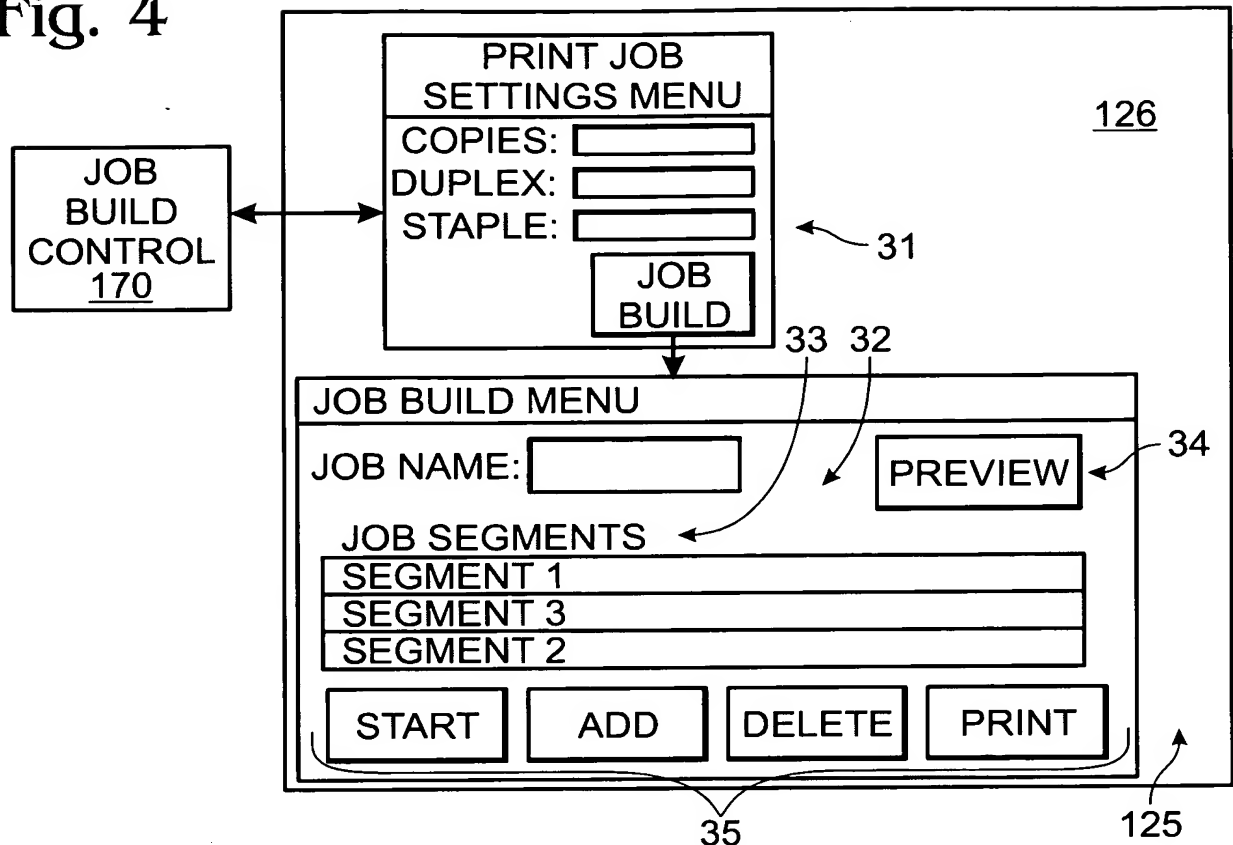 Fig. 4
PRINT JOB
SETTINGS MENU
126
COPIES:
DUPLEX:
STAPLE:
31
JOB
BUILD
CONTROL
170
JOB
BUILD
33 32
JOB BUILD MENU
JOB NAME:
PREVIEW
34
JOB SEGMENTS
SEGMENT 1
SEGMENT 3
SEGMENT 2
START ADD DELETE PRINT
35
125